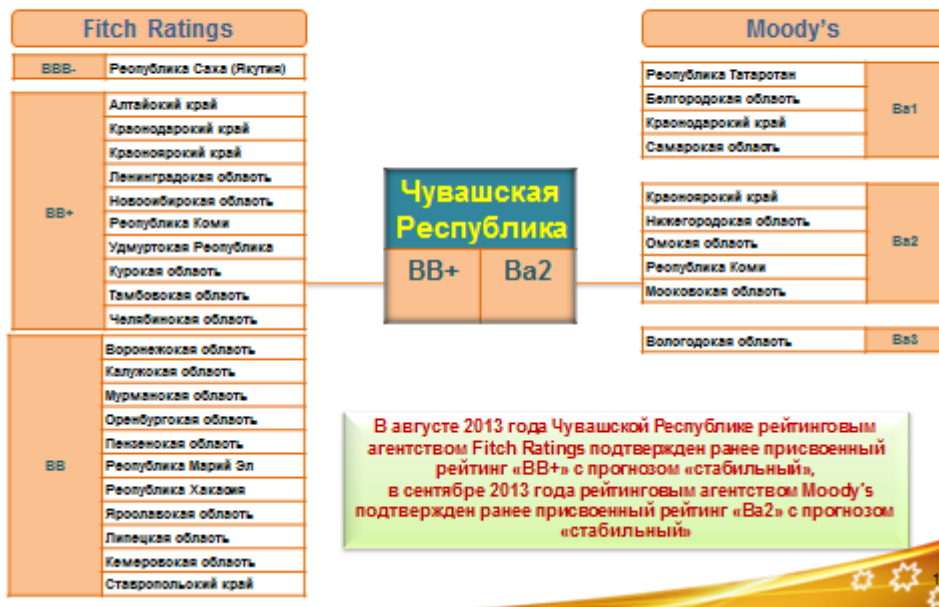 Fitch Ratings
BBB-
Республика Саха (Якутия)
BB+
Алтайский край
Краснодарский край
Красноярский край
Ленинградская область
Новосибирская область
Республика Коми
Удмуртская Республика
Курская область
Тамбовская область
Челябинская область
BB
Воронежская область
Калужская область
Мурманская область
Оренбургская область
Пензенская область
Республика Марий Эл
Республика Хакасия
Ярославская область
Липецкая область
Кемеровская область
Ставропольский край
Чувашская
Республика
BB+
Ba2
Moody's
Республика Татарстан
Белгородская область
Краснодарский край
Самарская область
Ba1
Красноярский край
Нижегородская область
Омская область
Республика Коми
Московская область
Ba2
Вологодская область
Ba3
В августе 2013 года Чувашской Республике рейтинговым
агентством Fitch Ratings подтвержден ранее присвоенный
рейтинг «BB+» с прогнозом «стабильный»,
в сентябре 2013 года рейтинговым агентством Moody's
подтвержден ранее присвоенный рейтинг «Ba2» с прогнозом
«стабильный»